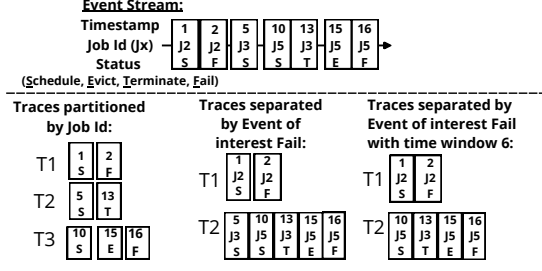 Event Stream:
Timestamp 1 2 5 10 13 15 16
Job Id (Jx) J2 J2 J3 J5 J3 J5 J5
Status S F S S T E F
(Schedule, Evict, Terminate, Fail)
Traces partitioned
by Job Id:
T1 1 S 2 F
T2 5 S 13 T
T3 10 S 15 E 16 F
Traces separated
by Event of
interest Fail:
T1 1 J2 S 2 J2 F
T2 5 J3 S 10 J5 S 13 J3 T 15 J5 E 16 J5 F
Traces separated by
Event of interest Fail
with time window 6:
T1 1 J2 S 2 J2 F
T2 10 J5 S 13 J3 T 15 J5 E 16 J5 F